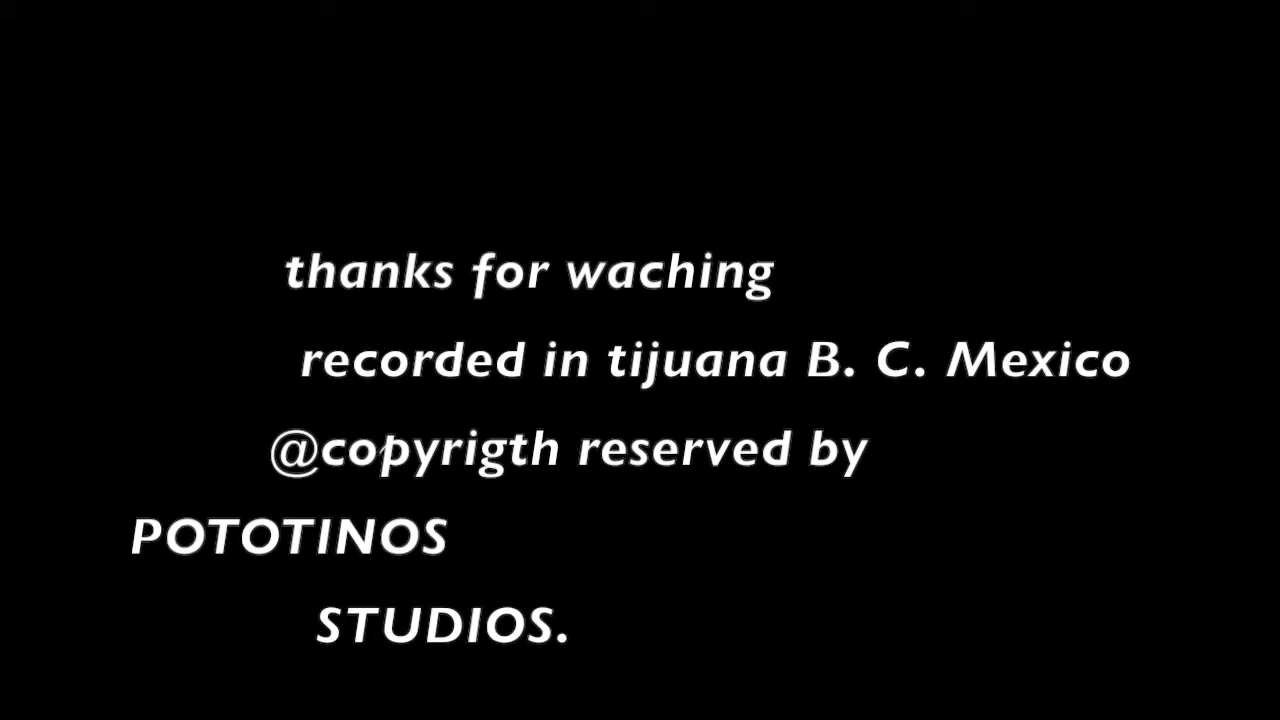 thanks for waching
recorded in tijuana B. C. Mexico
@copyrigth reserved by
POTOTINOS
STUDIOS.